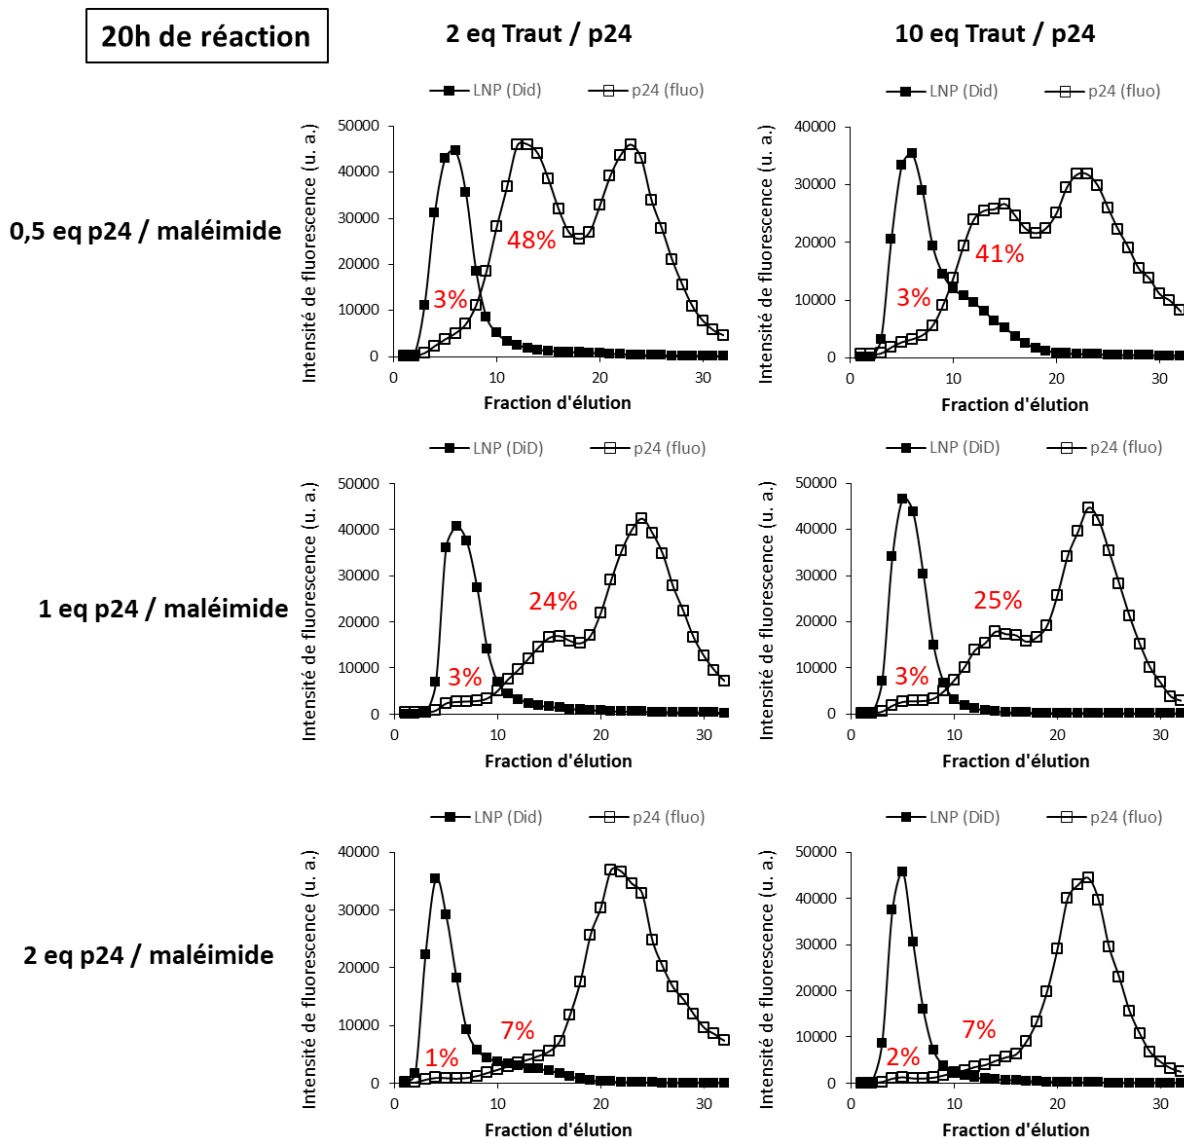 20h de réaction
2 eq Traut / p24
10 eq Traut / p24
0,5 eq p24 / maléimide
LNP (Did) p24 (fluo)
Intensité de fluorescence (u. a.)
50000
40000
30000
20000
10000
0
48%
3%
0 10 20 30
Fraction d'élution
LNP (Did) p24 (fluo)
Intensité de fluorescence (u. a.)
40000
30000
20000
10000
0
41%
3%
0 10 20 30
Fraction d'élution
1 eq p24 / maléimide
LNP (DiD) p24 (fluo)
Intensité de fluorescence (u. a.)
50000
40000
30000
20000
10000
0
24%
3%
0 10 20 30
Fraction d'élution
LNP (DiD) p24 (fluo)
Intensité de fluorescence (u. a.)
50000
40000
30000
20000
10000
0
25%
3%
0 10 20 30
Fraction d'élution
2 eq p24 / maléimide
LNP (Did) p24 (fluo)
Intensité de fluorescence (u. a.)
40000
30000
20000
10000
0
7%
1%
0 10 20 30
Fraction d'élution
LNP (DiD) p24 (fluo)
Intensité de fluorescence (u. a.)
50000
40000
30000
20000
10000
0
7%
2%
0 10 20 30
Fraction d'élution